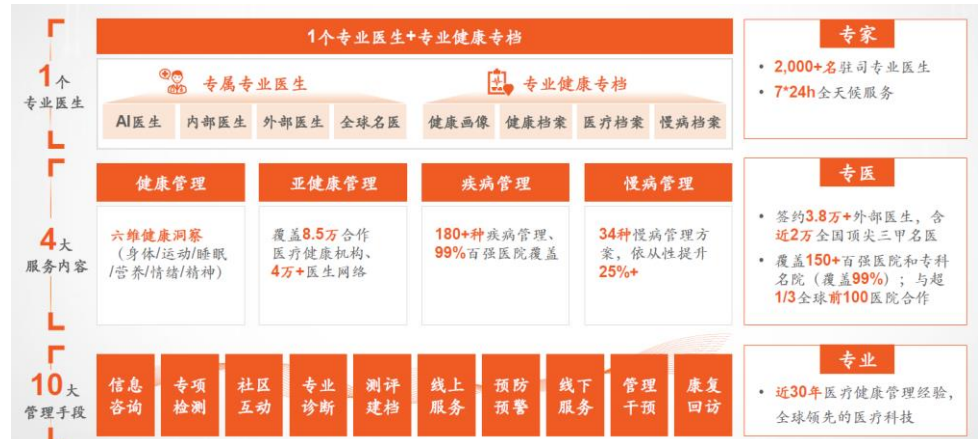 1个
专业医生
1个专业医生+专业健康专档
专属专业医生
AI医生
内部医生
外部医生
全球名医
专业健康专档
健康画像
健康档案
医疗档案
慢病档案
专家
• 2,000+名驻司专业医生
• 7*24h全天候服务
4大
服务内容
健康管理
六维健康洞察
（身体/运动/睡眠
/营养/情绪/精神）
亚健康管理
覆盖8.5万合作
医疗健康机构、
4万+医生网络
疾病管理
180+种疾病管理、
99%百强医院覆盖
慢病管理
34种慢病管理方
案，依从性提升
25%+
专医
• 签约3.8万+外部医生，含
近2万全国顶尖三甲名医
• 覆盖150+百强医院和专科
名院（覆盖99%）；与超
1/3全球前100医院合作
10大
管理手段
信息
咨询
专项
检测
社区
互动
专业
诊断
测评
建档
线上
服务
预防
预警
线下
服务
管理
干预
康复
回访
专业
• 近30年医疗健康管理经验，
全球领先的医疗科技